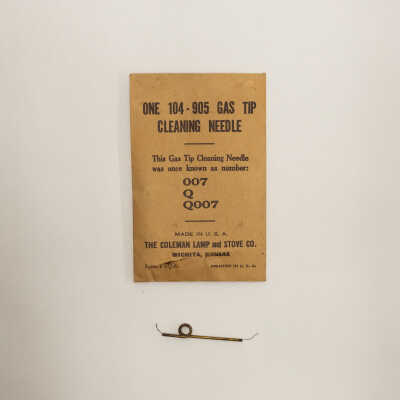 ONE 104-905 GAS TIP
CLEANING NEEDLE
This Gas Tip Cleaning Needle
was once known as number:
007
Q
Q007
MADE IN U. S. A.
THE COLEMAN LAMP and STOVE CO.
WICHITA, KANSAS
PRINTED IN U. S. A.